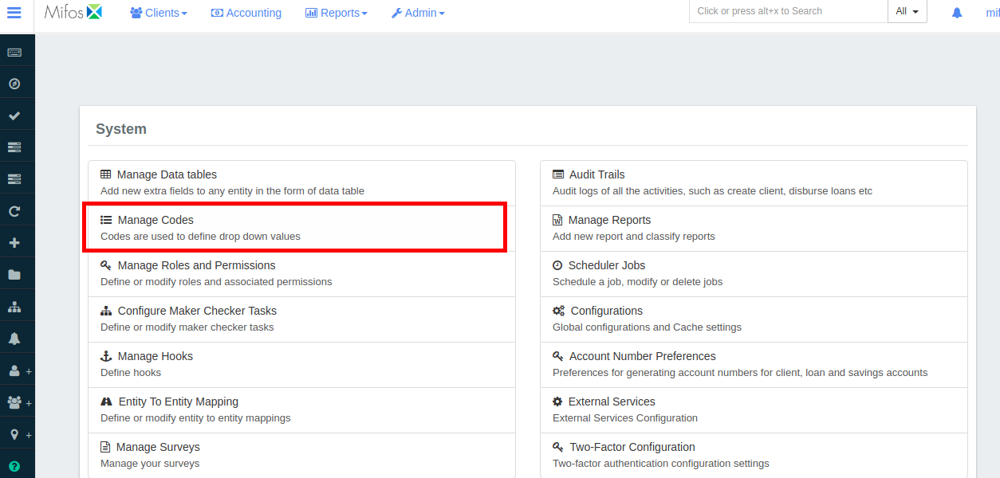 Mifos Clients Accounting Reports Admin Click or press alt+x to Search All mif
System
Manage Data tables
Add new extra fields to any entity in the form of data table
Manage Codes
Codes are used to define drop down values
Manage Roles and Permissions
Define or modify roles and associated permissions
Configure Maker Checker Tasks
Define or modify maker checker tasks
Manage Hooks
Define hooks
Entity To Entity Mapping
Define or modify entity to entity mappings
Manage Surveys
Manage your surveys
Audit Trails
Audit logs of all the activities, such as create client, disburse loans etc
Manage Reports
Add new report and classify reports
Scheduler Jobs
Schedule a job, modify or delete jobs
Configurations
Global configurations and Cache settings
Account Number Preferences
Preferences for generating account numbers for client, loan and savings accounts
External Services
External Services Configuration
Two-Factor Configuration
Two-factor authentication configuration settings